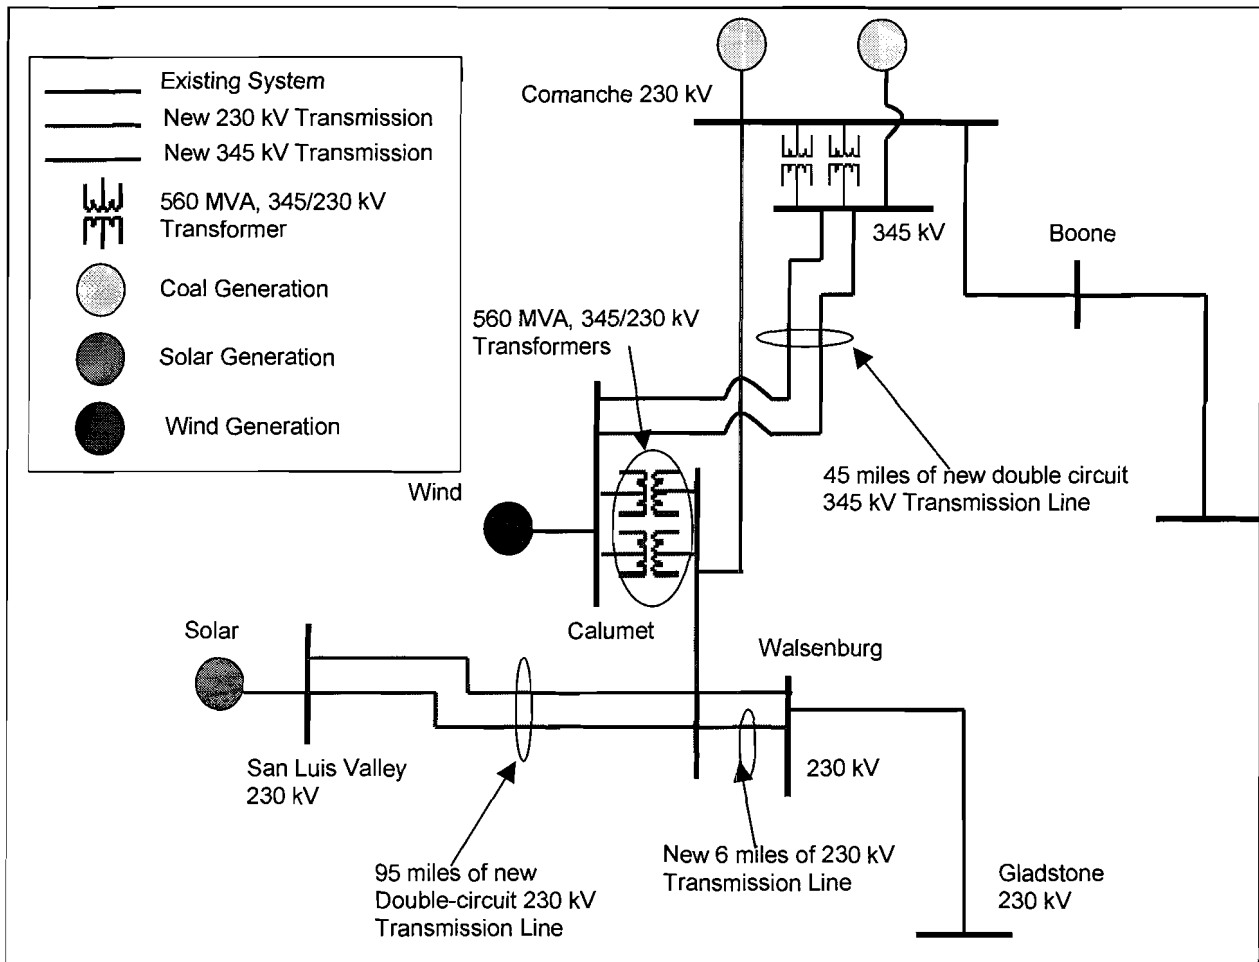 Existing System
New 230 kV Transmission
New 345 kV Transmission
560 MVA, 345/230 kV
Transformer
Coal Generation
Solar Generation
Wind Generation
Comanche 230 kV
345 kV
Boone
560 MVA, 345/230 kV
Transformers
45 miles of new double circuit
345 kV Transmission Line
Wind
Calumet
Solar
Walsenburg
San Luis Valley
230 kV
230 kV
95 miles of new
Double-circuit 230 kV
Transmission Line
New 6 miles of 230 kV
Transmission Line
Gladstone
230 kV